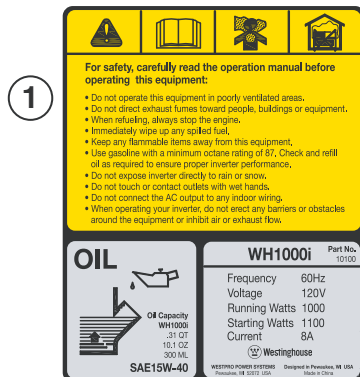 1
For safety, carefully read the operation manual before
operating this equipment:
• Do not operate this equipment in poorly ventilated areas.
• Do not direct exhaust fumes toward people, buildings or equipment.
• When refueling, always stop the engine.
• Immediately wipe up any spilled fuel.
• Keep any flammable items away from this equipment.
• Use gasoline with a minimum octane rating of 87. Check and refill
oil as required to ensure proper inverter performance.
• Do not expose inverter directly to rain or snow.
• Do not touch or contact outlets with wet hands.
• Do not connect the AC output to any indoor wiring.
• When operating your inverter, do not erect any barriers or obstacles
around the equipment or inhibit air or exhaust flow.
OIL
Oil Capacity
WH1000i
.31 QT
10.1 OZ
300 ML
SAE15W-40
WH1000i Part No.
10100
Frequency 60Hz
Voltage 120V
Running Watts 1000
Starting Watts 1100
Current 8A
W Westinghouse
WESTPRO POWER SYSTEMS Designed in Pewaukee, WI USA
Pewaukee, WI 53072 USA Made in China